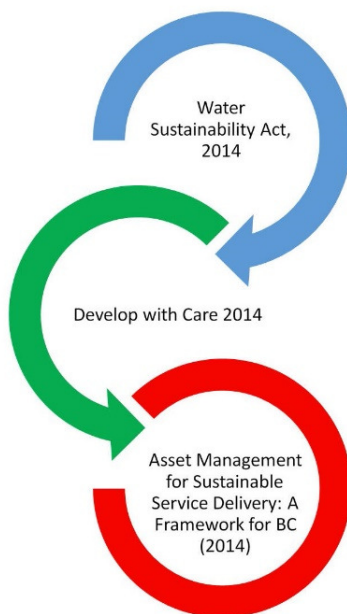 Water
Sustainability Act,
2014
Develop with Care 2014
Asset Management
for Sustainable
Service Delivery: A
Framework for BC
(2014)